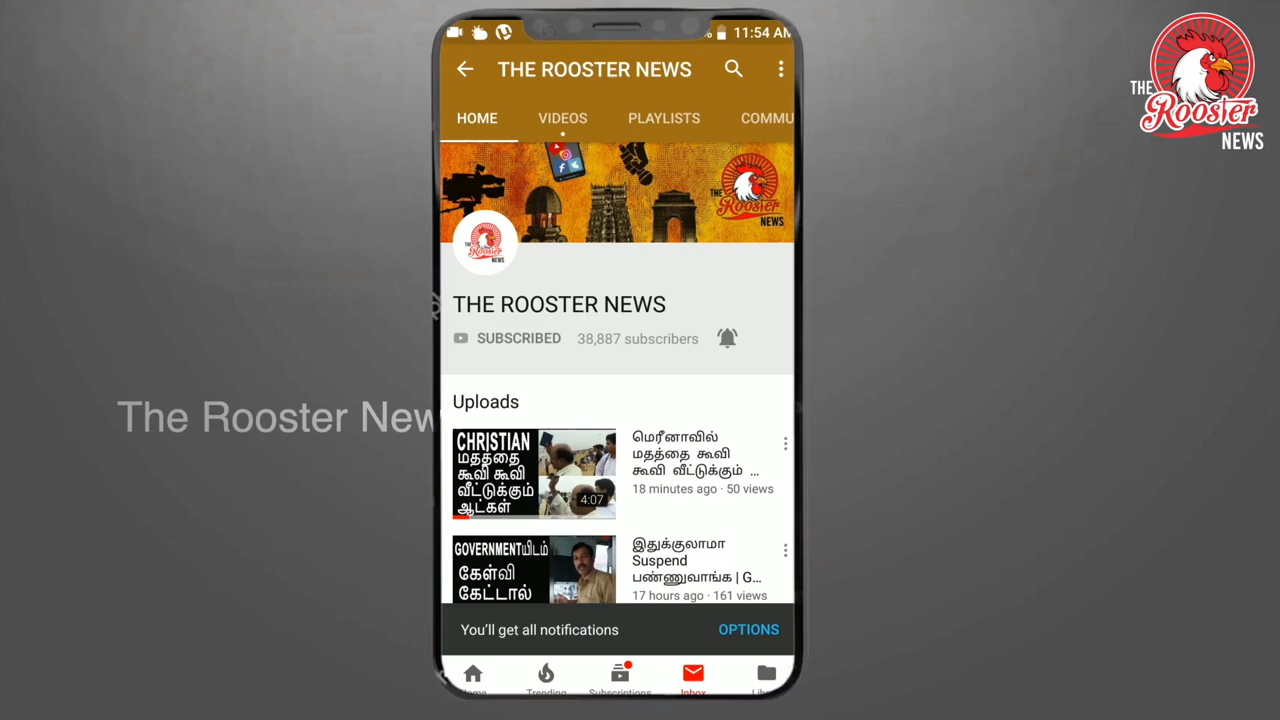 11:54 AM
THE ROOSTER NEWS
HOME VIDEOS PLAYLISTS COMMU
THE
Rooster
NEWS
THE
Rooster
NEWS
THE ROOSTER NEWS
SUBSCRIBED 38,887 subscribers
The Rooster New
Uploads
CHRISTIAN
மதத்தை
கூவி கூவி
வீட்டுக்கும்
ஆட்கள்
4:07
மெரீனாவில்
மதத்தை கூவி
கூவி வீட்டுக்கும் ...
18 minutes ago · 50 views
GOVERNMENTயிடம்
கேள்வி
கேட்டால்
இதுக்குலாமா
Suspend
பண்ணுவாங்க | G...
17 hours ago · 161 views
You'll get all notifications OPTIONS
Home Trending Subscriptions Inbox